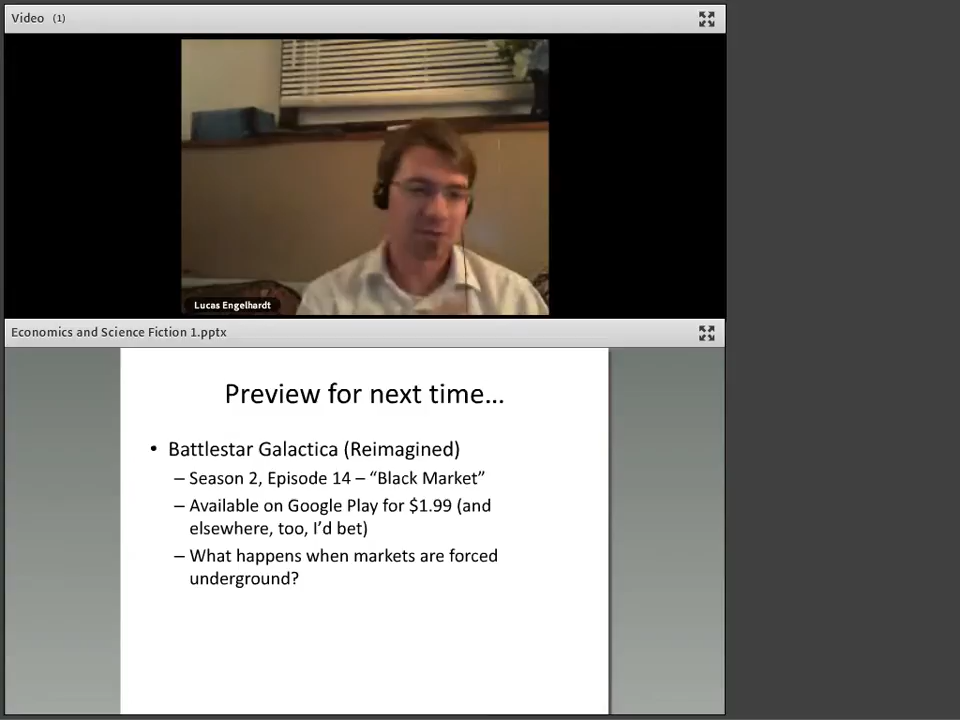 Video (1)
Lucas Engelhardt
Economics and Science Fiction 1.pptx
Preview for next time...
• Battlestar Galactica (Reimagined)
– Season 2, Episode 14 – “Black Market”
– Available on Google Play for $1.99 (and
elsewhere, too, I’d bet)
– What happens when markets are forced
underground?